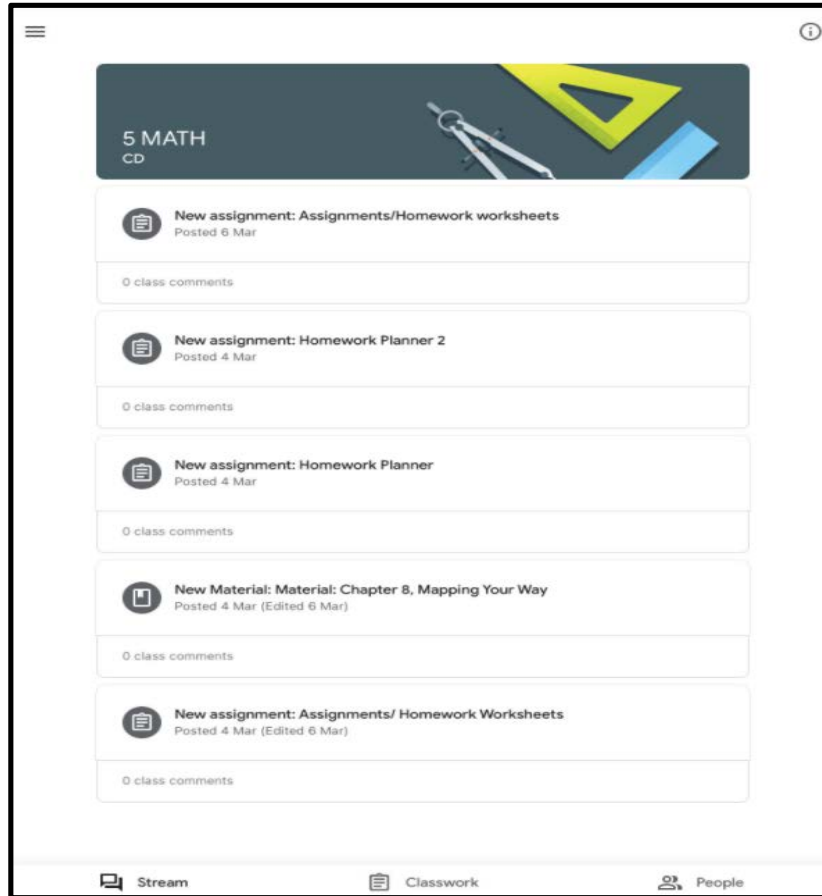 5 MATH
CD
New assignment: Assignments/Homework worksheets
Posted 6 Mar
0 class comments
New assignment: Homework Planner 2
Posted 4 Mar
0 class comments
New assignment: Homework Planner
Posted 4 Mar
0 class comments
New Material: Material: Chapter 8, Mapping Your Way
Posted 4 Mar (Edited 6 Mar)
0 class comments
New assignment: Assignments/ Homework Worksheets
Posted 4 Mar (Edited 6 Mar)
0 class comments
Stream Classwork People